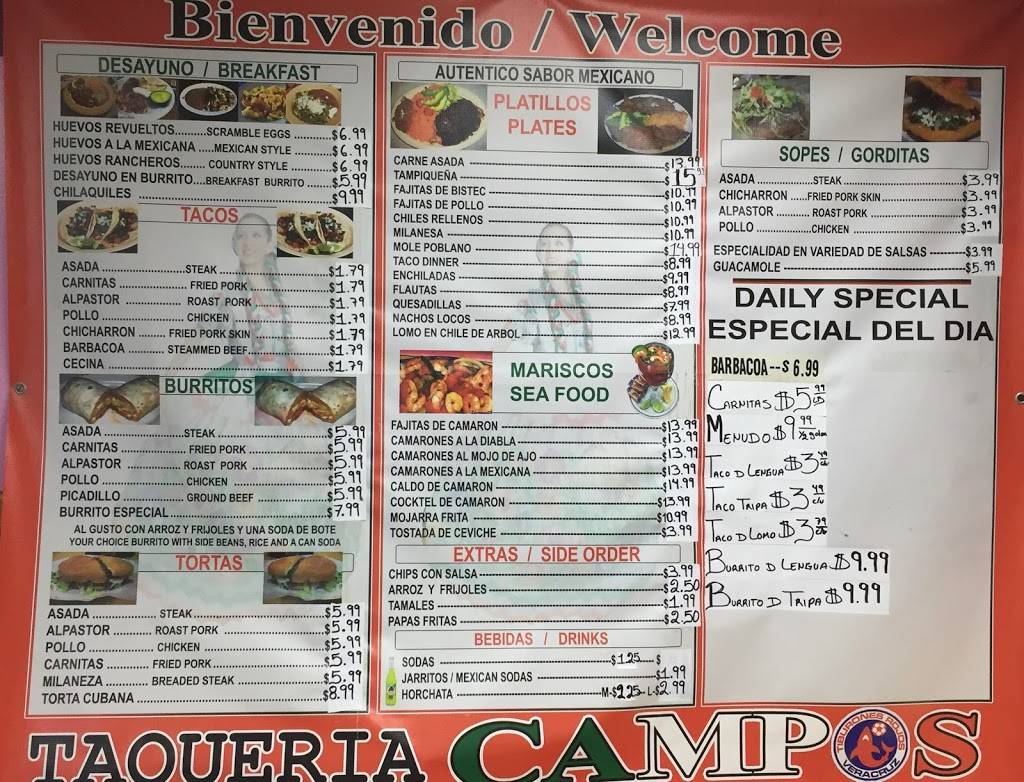 Bienvenido / Welcome
DESAYUNO / BREAKFAST
HUEVOS REVUELTOS.........SCRAMBLE EGGS .........$6.99
HUEVOS A LA MEXICANA .....MEXICAN STYLE .........$6.99
HUEVOS RANCHEROS....... COUNTRY STYLE .........$6.99
DESAYUNO EN BURRITO....BREAKFAST BURRITO .......$5.99
CHILAQUILES ------------------------------$9.99
TACOS
ASADA ............................STEAK ............................$1.79
CARNITAS .................. FRIED PORK .....................$1.79
ALPASTOR ................. ROAST PORK ....................$1.79
POLLO ........................... CHICKEN .......................$1.79
CHICHARRON .......... FRIED PORK SKIN ...............$1.79
BARBACOA ........... STEAMMED BEEF...................$1.79
CECINA ------------------------------$1.79
BURRITOS
ASADA ............................STEAK ............................$5.99
CARNITAS .................. FRIED PORK .....................$5.99
ALPASTOR ................. ROAST PORK ....................$5.99
POLLO ........................... CHICKEN .......................$5.99
PICADILLO .................. GROUND BEEF ..................$5.99
BURRITO ESPECIAL ------------------------------$7.99
AL GUSTO CON ARROZ Y FRIJOLES Y UNA SODA DE BOTE
YOUR CHOICE BURRITO WITH SIDE BEANS, RICE AND A CAN SODA
TORTAS
ASADA ............................STEAK ............................$5.99
ALPASTOR ............ ROAST PORK ....................$5.99
POLLO ........................... CHICKEN .......................$5.99
CARNITAS ............ FRIED PORK.......................$5.99
MILANEZA ............ BREADED STEAK .................$5.99
TORTA CUBANA ------------------------------$8.99
AUTENTICO SABOR MEXICANO
PLATILLOS
PLATES
CARNE ASADA ------------------------------$13.99
TAMPIQUEÑA ------------------------------$15.99
FAJITAS DE BISTEC ------------------------------$10.99
FAJITAS DE POLLO ------------------------------$10.99
CHILES RELLENOS ------------------------------$10.99
MILANESA ------------------------------$10.99
MOLE POBLANO ------------------------------$14.99
TACO DINNER ------------------------------$8.99
ENCHILADAS ------------------------------$9.99
FLAUTAS ------------------------------$8.99
QUESADILLAS ------------------------------$7.99
NACHOS LOCOS ------------------------------$8.99
LOMO EN CHILE DE ARBOL ------------------------------$12.99
MARISCOS
SEA FOOD
FAJITAS DE CAMARON ------------------------------$13.99
CAMARONES A LA DIABLA ------------------------------$13.99
CAMARONES AL MOJO DE AJO ------------------------------$13.99
CAMARONES A LA MEXICANA ------------------------------$13.99
CALDO DE CAMARON ------------------------------$14.99
COCKTEL DE CAMARON ------------------------------$13.99
MOJARRA FRITA ------------------------------$10.99
TOSTADA DE CEVICHE ------------------------------$3.99
EXTRAS / SIDE ORDER
CHIPS CON SALSA ------------------------------$3.99
ARROZ Y FRIJOLES ------------------------------$2.50
TAMALES ------------------------------$1.99
PAPAS FRITAS ------------------------------$2.50
BEBIDAS / DRINKS
SODAS ------------------------------$1.25 ------ $
JARRITOS / MEXICAN SODAS ------------------------------$1.99
HORCHATA ------------------------------M-$2.25--L-$2.99
SOPES / GORDITAS
ASADA ....................STEAK ............................$3.99
CHICHARRON .....FRIED PORK SKIN ....................$3.99
ALPASTOR .......... ROAST PORK ....................$3.99
POLLO ....................CHICKEN .......................$3.99
ESPECIALIDAD EN VARIEDAD DE SALSAS --------$3.99
GUACAMOLE ------------------------------$5.99
DAILY SPECIAL
ESPECIAL DEL DIA
BARBACOA--$ 6.99
CARNITAS $5.99 LB
MENUDO $9.99 1/2 galon
TACO D LENGUA $3.49 c/u
TACO TRIPA $3.49 c/u
TACO D LOMO $3.79 c/u
BURRITO D LENGUA $9.99
BURRITO D TRIPA $9.99
TAQUERIA CAMPOS
TIBURONES ROJOS
VERACRUZ